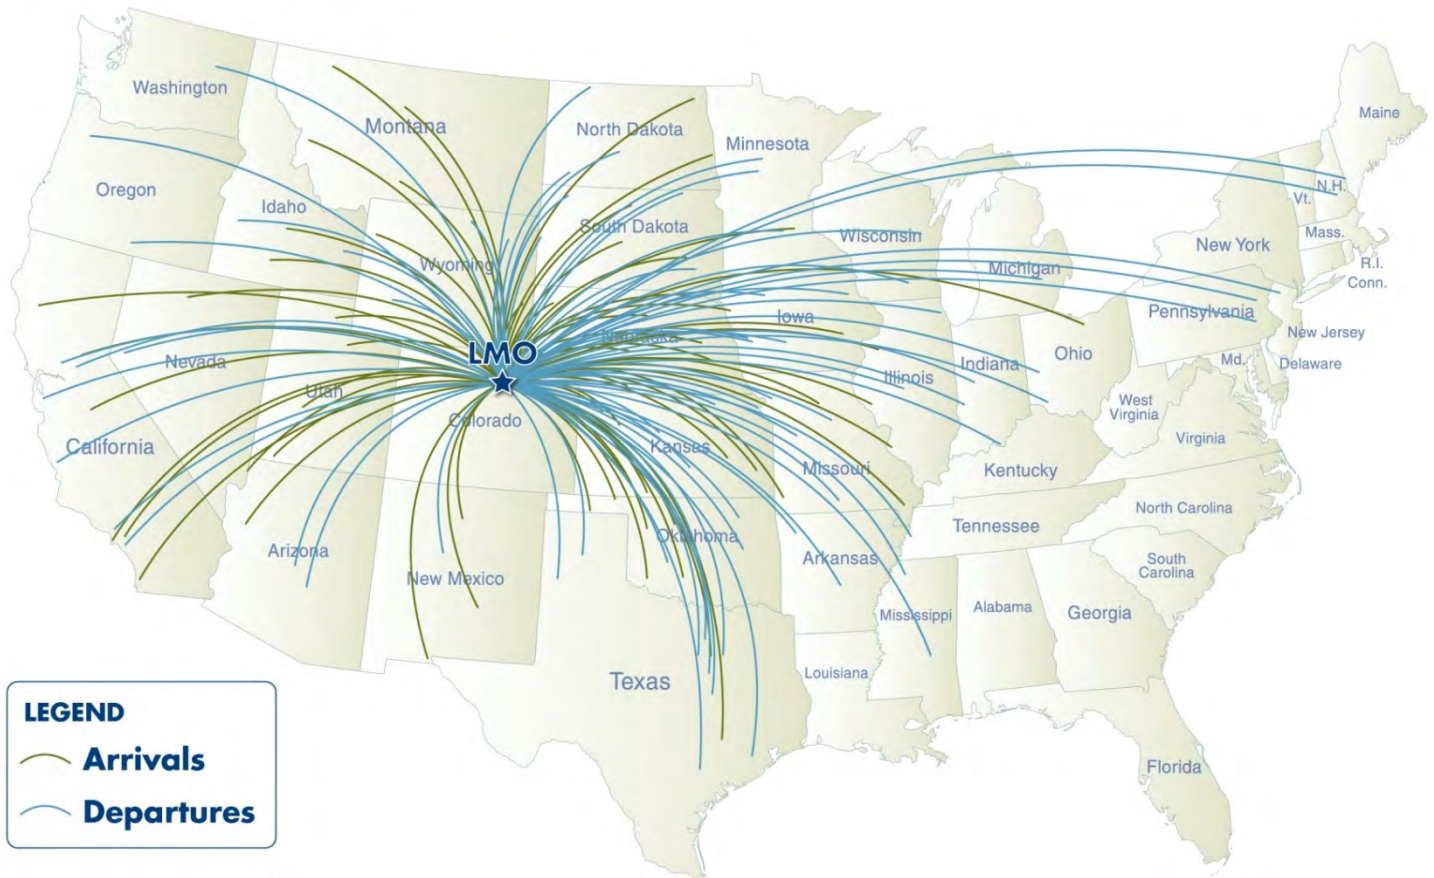 Washington
Montana
North Dakota
Minnesota
Maine
Oregon
Idaho
South Dakota
Wisconsin
Vt.
N.H.
New York
Mass.
Wyoming
Michigan
R.I.
Conn.
Iowa
Pennsylvania
New Jersey
Nebraska
LMO
Nevada
Utah
Colorado
Illinois
Indiana
Ohio
Md.
Delaware
West
Virginia
Virginia
California
Kansas
Missouri
Kentucky
North Carolina
Tennessee
Arizona
New Mexico
Oklahoma
Arkansas
South
Carolina
Mississippi
Alabama
Georgia
Texas
Louisiana
Florida
LEGEND
Arrivals
Departures